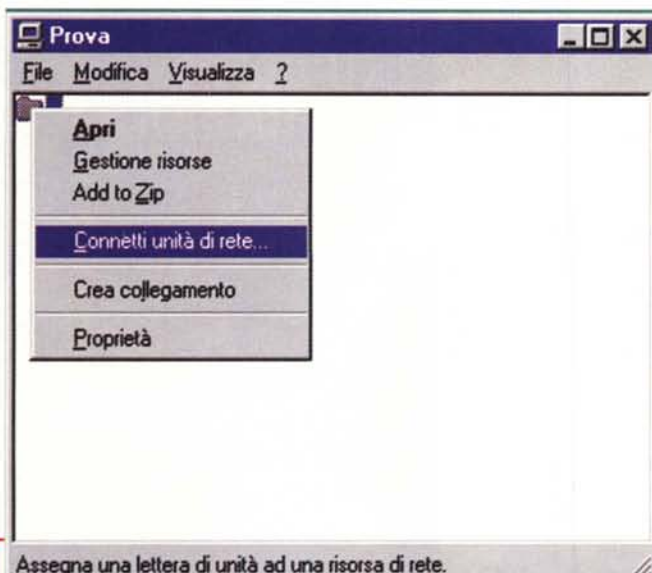 Prova
File Modifica Visualizza ?
Apri
Gestione risorse
Add to Zip
Connetti unità di rete...
Crea collegamento
Proprietà
Assegna una lettera di unità ad una risorsa di rete.